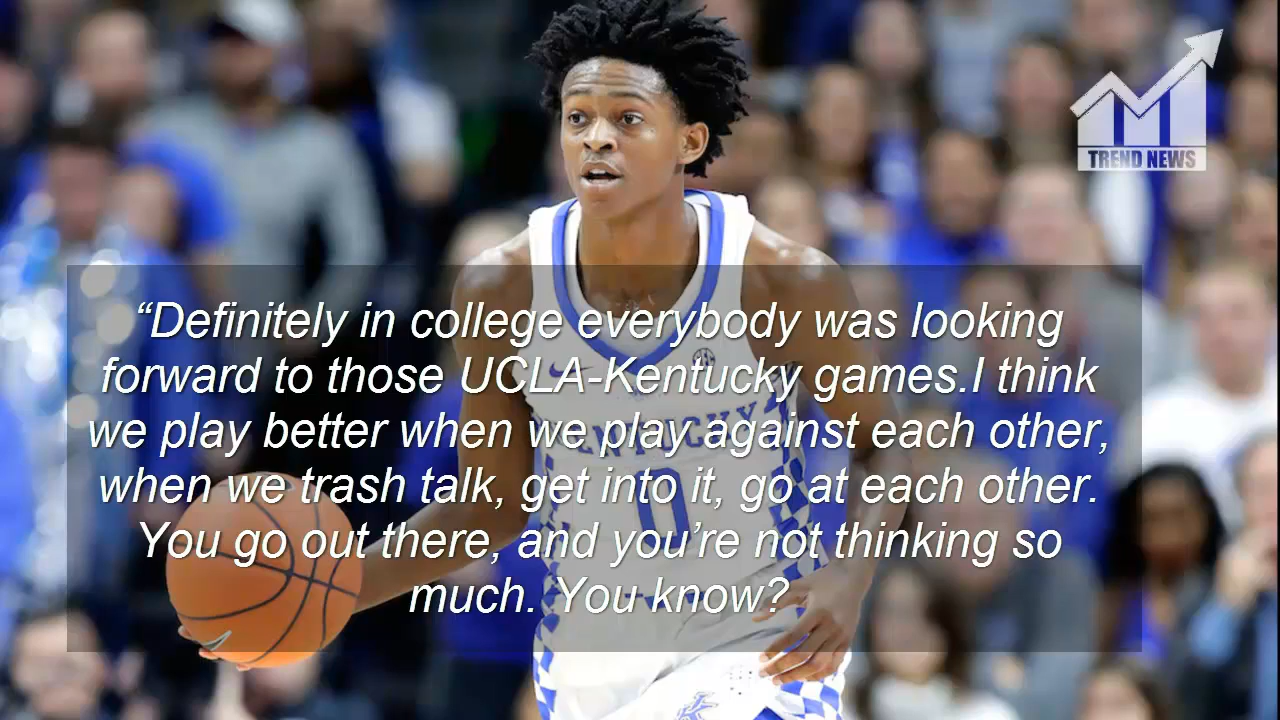 TREND NEWS
“Definitely in college everybody was looking
forward to those UCLA-Kentucky games.I think
we play better when we play against each other,
when we trash talk, get into it, go at each other.
You go out there, and you’re not thinking so
much. You know?
KENTUCKY
0